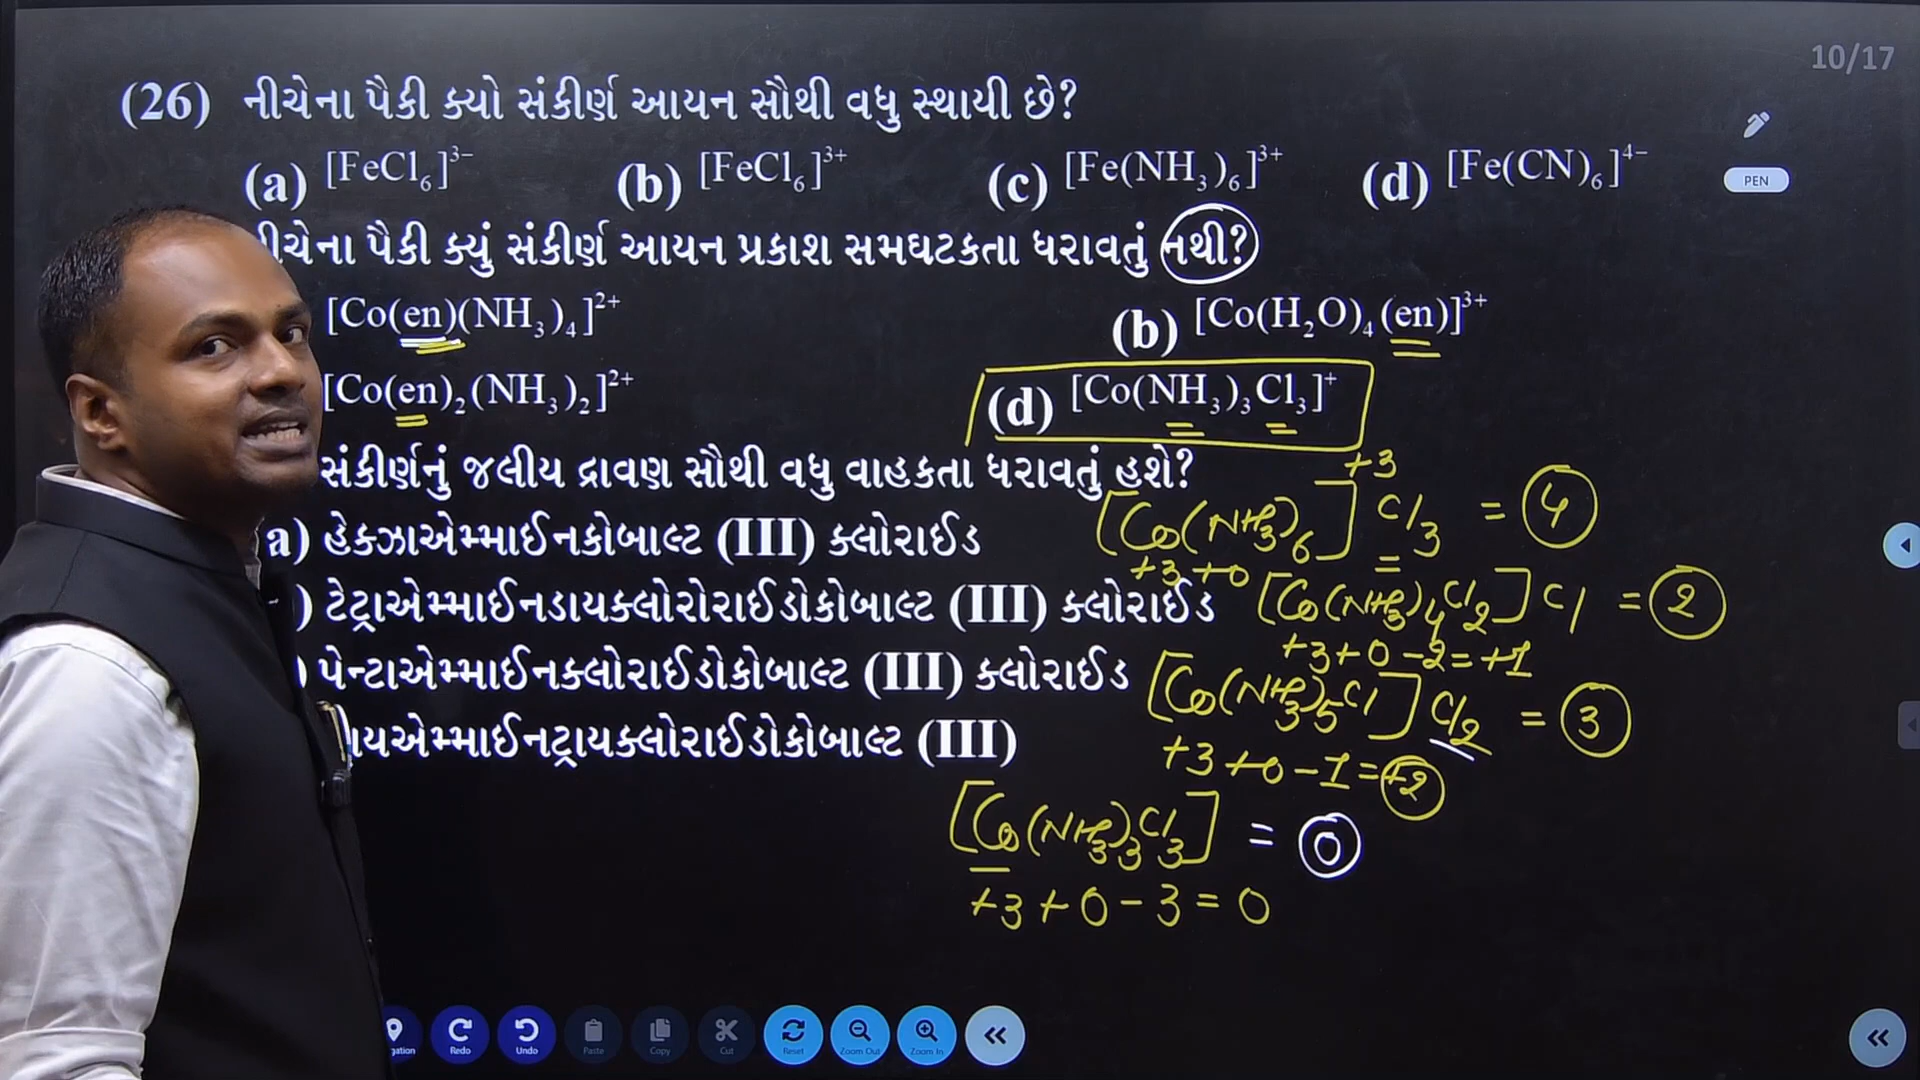 10/17
(26) નીચેના પૈકી ક્યો સંકીર્ણ આયન સૌથી વધુ સ્થાયી છે?
(a) [FeCl₆]³⁻ (b) [FeCl₆]³⁺ (c) [Fe(NH₃)₆]³⁺ (d) [Fe(CN)₆]⁴⁻
PEN
નીચેના પૈકી ક્યું સંકીર્ણ આયન પ્રકાશ સમઘટકતા ધરાવતું નથી?
[Co(en)(NH₃)₄]²⁺ (b) [Co(H₂O)₄(en)]³⁺
[Co(en)₂(NH₃)₂]²⁺ (d) [Co(NH₃)₃Cl₃]⁺
સંકીર્ણનું જલીય દ્રાવણ સૌથી વધુ વાહકતા ધરાવતું હશે?
+3
[Co(NH₃)₆] Cl₃ = 4
a) હેક્ઝાએમ્માઈનકોબાલ્ટ (III) ક્લોરાઈડ
+3 +0
) ટેટ્રાએમ્માઈનડાયક્લોરોરાઈડોકોબાલ્ટ (III) ક્લોરાઈડ [Co(NH₃)₄Cl₂] Cl = 2
+3+0-2=+1
) પેન્ટાએમ્માઈનક્લોરાઈડોકોબાલ્ટ (III) ક્લોરાઈડ [Co(NH₃)₅Cl] Cl₂ = 3
ાયએમ્માઈનટ્રાયક્લોરાઈડોકોબાલ્ટ (III)
+3+0-1=+2
[Co(NH₃)₃Cl₃] = 0
+3+0-3=0
gation Redo Undo Paste Copy Cut Reset Zoom Out Zoom In